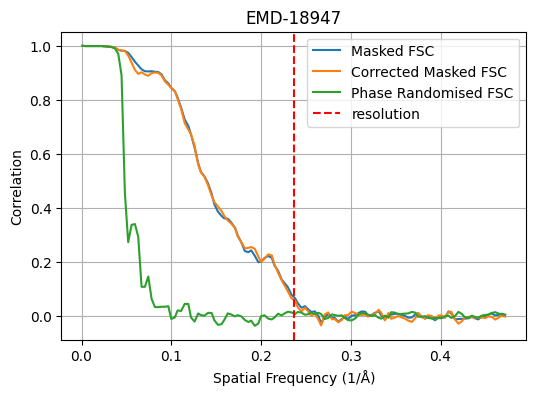 EMD-18947
Masked FSC
Corrected Masked FSC
Phase Randomised FSC
resolution
Correlation
1.0
0.8
0.6
0.4
0.2
0.0
0.0 0.1 0.2 0.3 0.4
Spatial Frequency (1/Å)